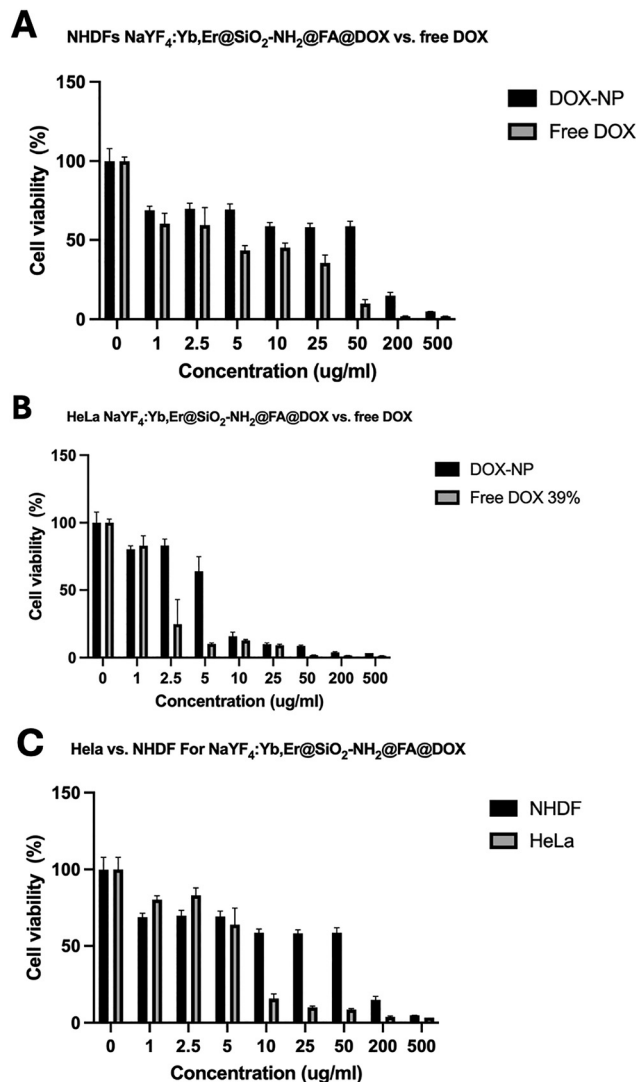 A
NHDFs NaYF₄:Yb,Er@SiO₂-NH₂@FA@DOX vs. free DOX
150
100
50
0
Cell viability (%)
DOX-NP
Free DOX
0 1 2.5 5 10 25 50 200 500
Concentration (ug/ml)
B
HeLa NaYF₄:Yb,Er@SiO₂-NH₂@FA@DOX vs. free DOX
150
100
50
0
Cell viability (%)
DOX-NP
Free DOX 39%
0 1 2.5 5 10 25 50 200 500
Concentration (ug/ml)
C
Hela vs. NHDF For NaYF₄:Yb,Er@SiO₂-NH₂@FA@DOX
150
100
50
0
Cell viability (%)
NHDF
HeLa
0 1 2.5 5 10 25 50 200 500
Concentration (ug/ml)